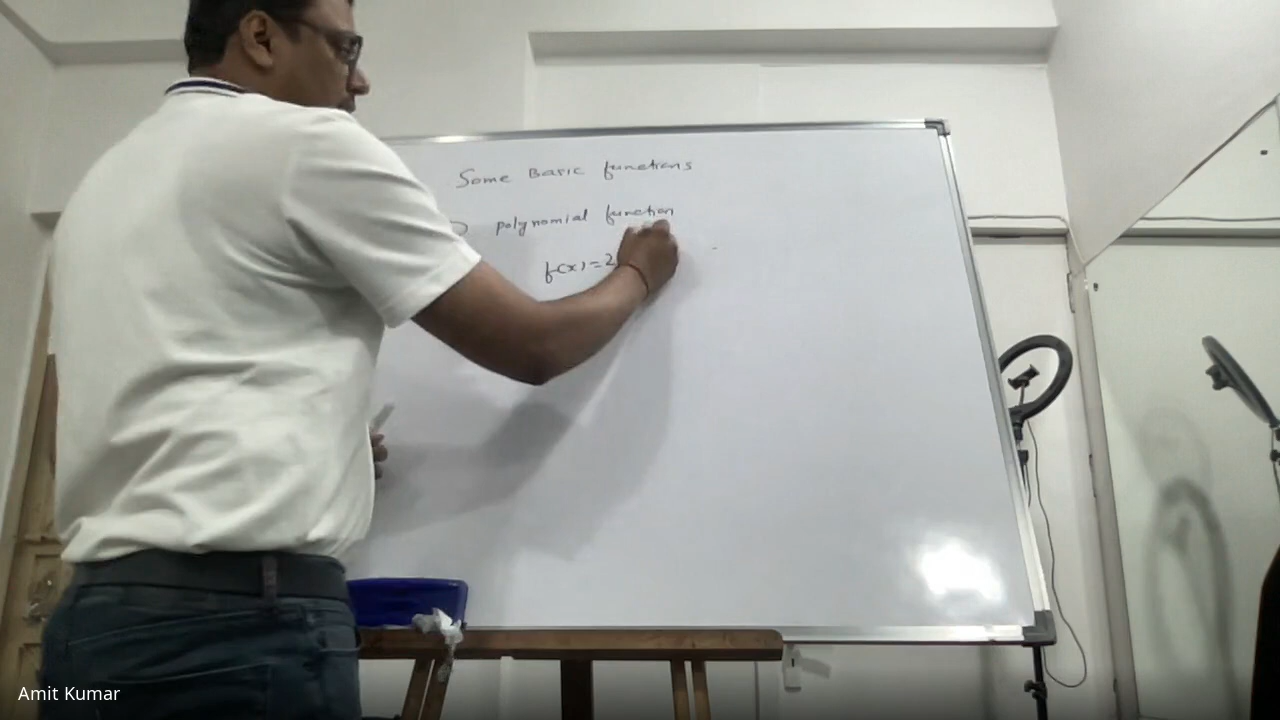 Some Basic functions
polynomial function
f(x)=2
Amit Kumar